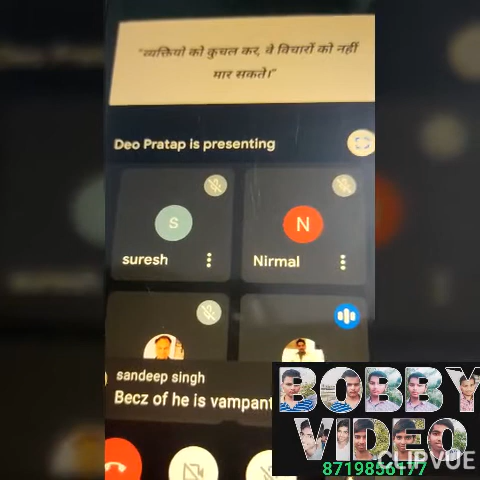 "व्यक्तियो को कुचल कर, वे विचारों को नहीं
मार सकते।"
Deo Pratap is presenting
S
N
suresh
Nirmal
sandeep singh
Becz of he is vampant
BOBBY
VIDEO
8719856177
CLIPVUE